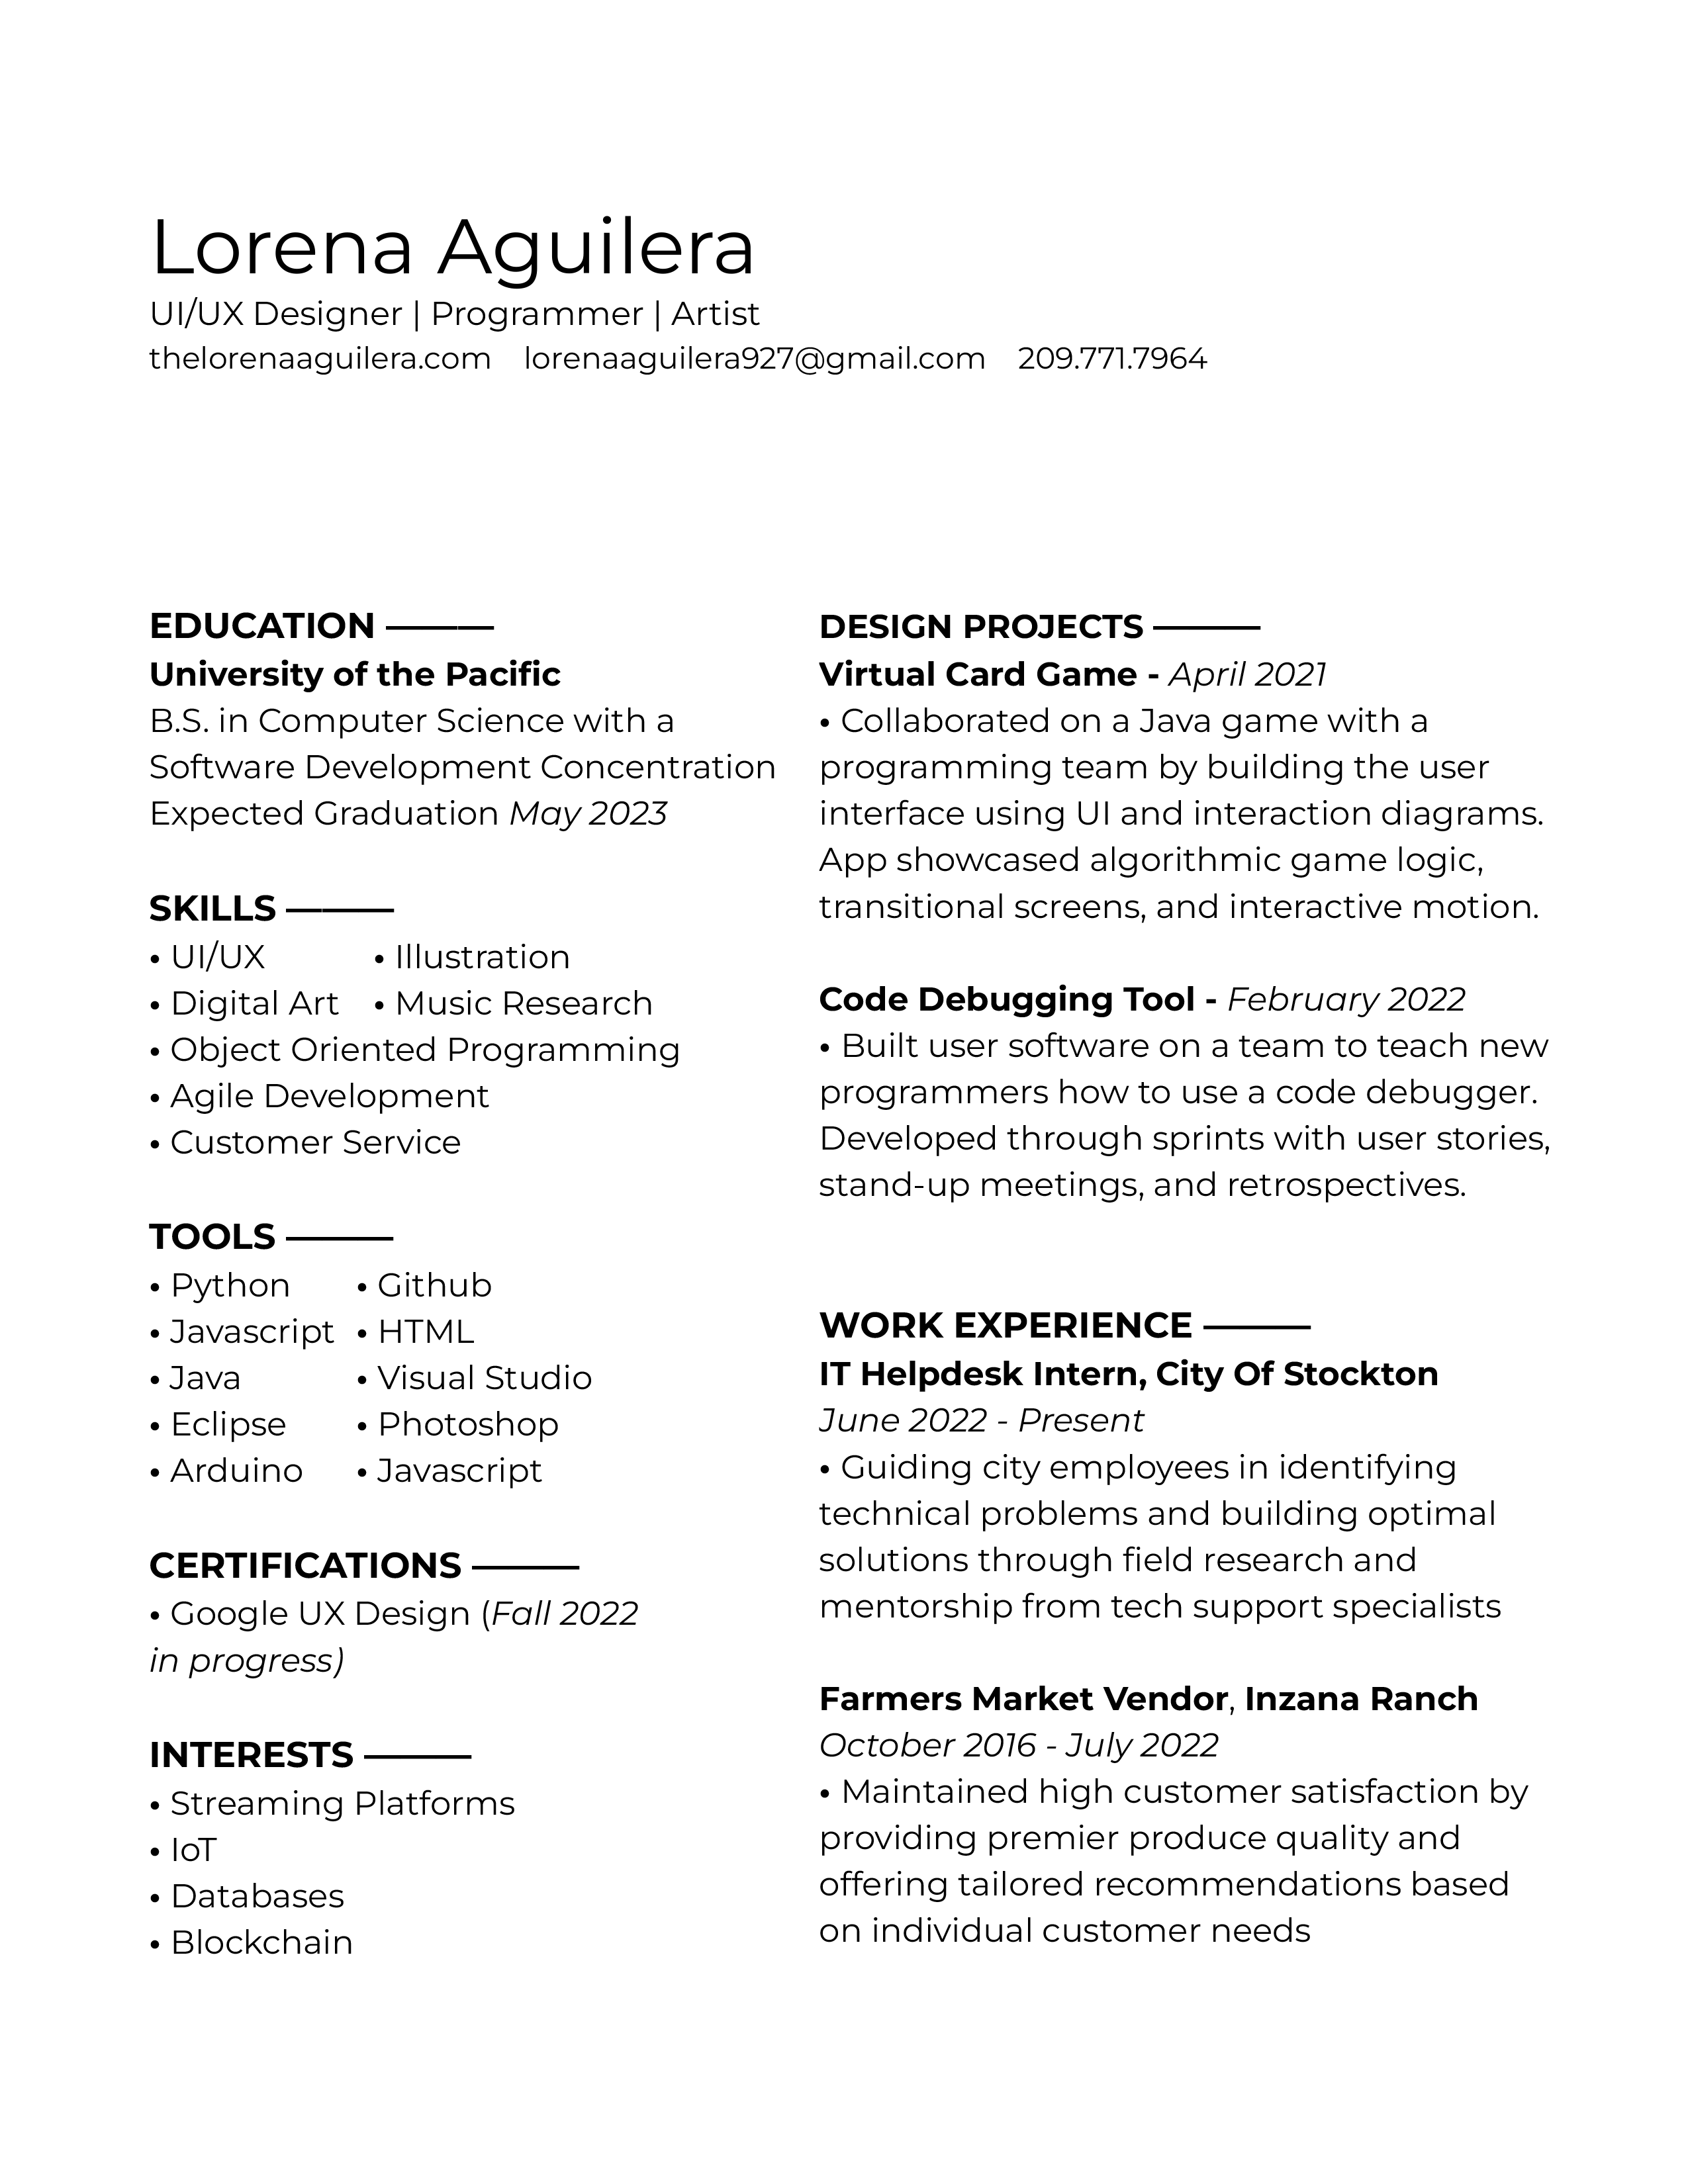 Lorena Aguilera
UI/UX Designer | Programmer | Artist
thelorenaaguilera.com lorenaaguilera927@gmail.com 209.771.7964
EDUCATION ———
University of the Pacific
B.S. in Computer Science with a
Software Development Concentration
Expected Graduation May 2023
SKILLS ———
• UI/UX • Illustration
• Digital Art • Music Research
• Object Oriented Programming
• Agile Development
• Customer Service
TOOLS ———
• Python • Github
• Javascript • HTML
• Java • Visual Studio
• Eclipse • Photoshop
• Arduino • Javascript
CERTIFICATIONS ———
• Google UX Design (Fall 2022
in progress)
INTERESTS ———
• Streaming Platforms
• IoT
• Databases
• Blockchain
DESIGN PROJECTS ———
Virtual Card Game - April 2021
• Collaborated on a Java game with a
programming team by building the user
interface using UI and interaction diagrams.
App showcased algorithmic game logic,
transitional screens, and interactive motion.
Code Debugging Tool - February 2022
• Built user software on a team to teach new
programmers how to use a code debugger.
Developed through sprints with user stories,
stand-up meetings, and retrospectives.
WORK EXPERIENCE ———
IT Helpdesk Intern, City Of Stockton
June 2022 - Present
• Guiding city employees in identifying
technical problems and building optimal
solutions through field research and
mentorship from tech support specialists
Farmers Market Vendor, Inzana Ranch
October 2016 - July 2022
• Maintained high customer satisfaction by
providing premier produce quality and
offering tailored recommendations based
on individual customer needs